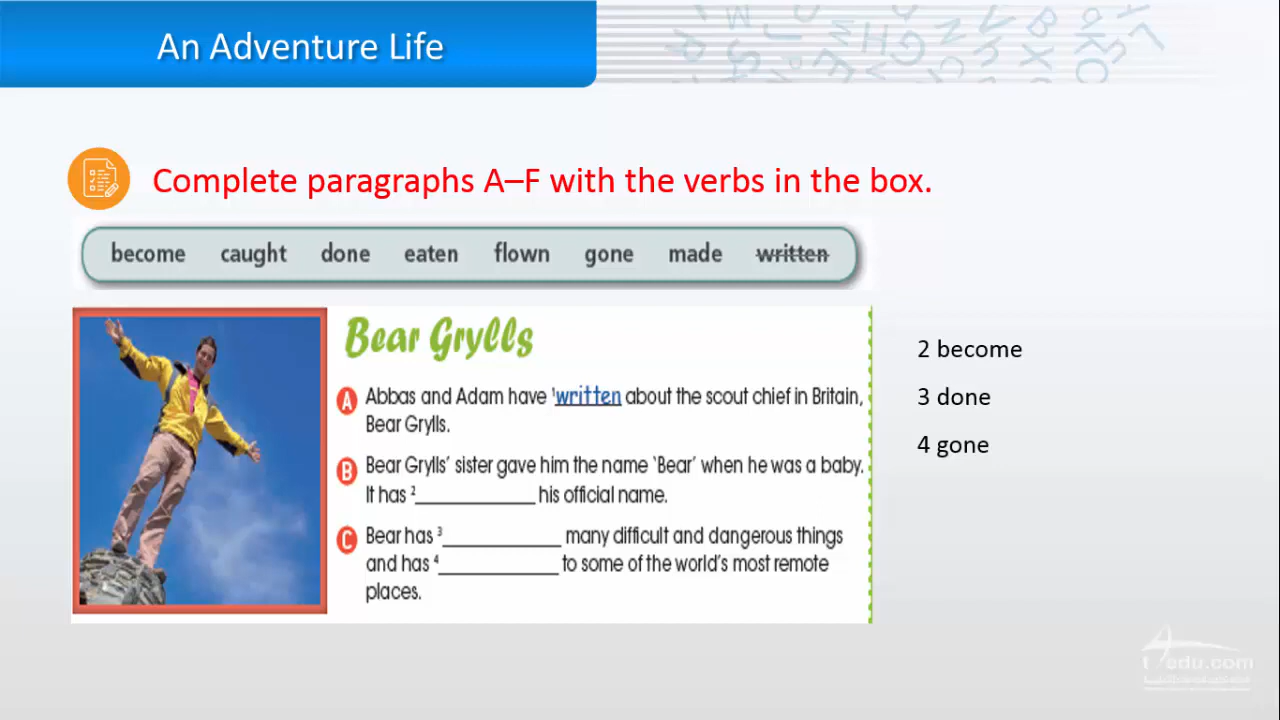 An Adventure Life
Complete paragraphs A–F with the verbs in the box.
become caught done eaten flown gone made written
Bear Grylls
A Abbas and Adam have ¹written about the scout chief in Britain,
Bear Grylls.
B Bear Grylls' sister gave him the name 'Bear' when he was a baby.
It has ²____________ his official name.
C Bear has ³____________ many difficult and dangerous things
and has ⁴____________ to some of the world's most remote
places.
2 become
3 done
4 gone